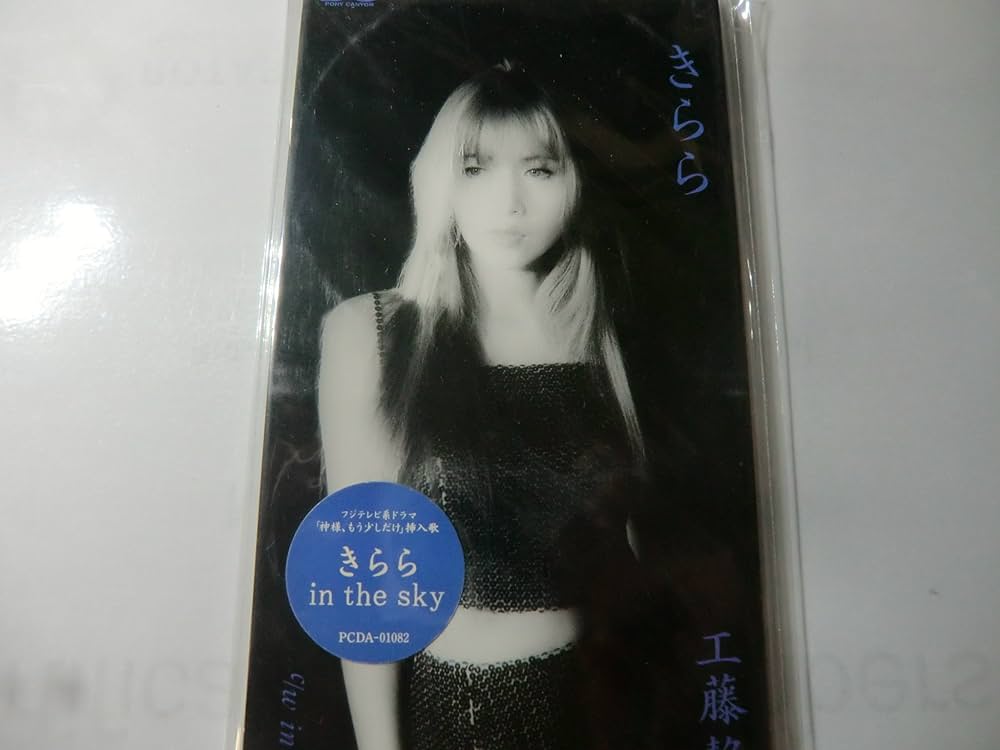 PONY CANYON
きらら
フジテレビ系ドラマ
「神様、もう少しだけ」挿入歌
きらら
in the sky
PCDA-01082
工藤
c/w in